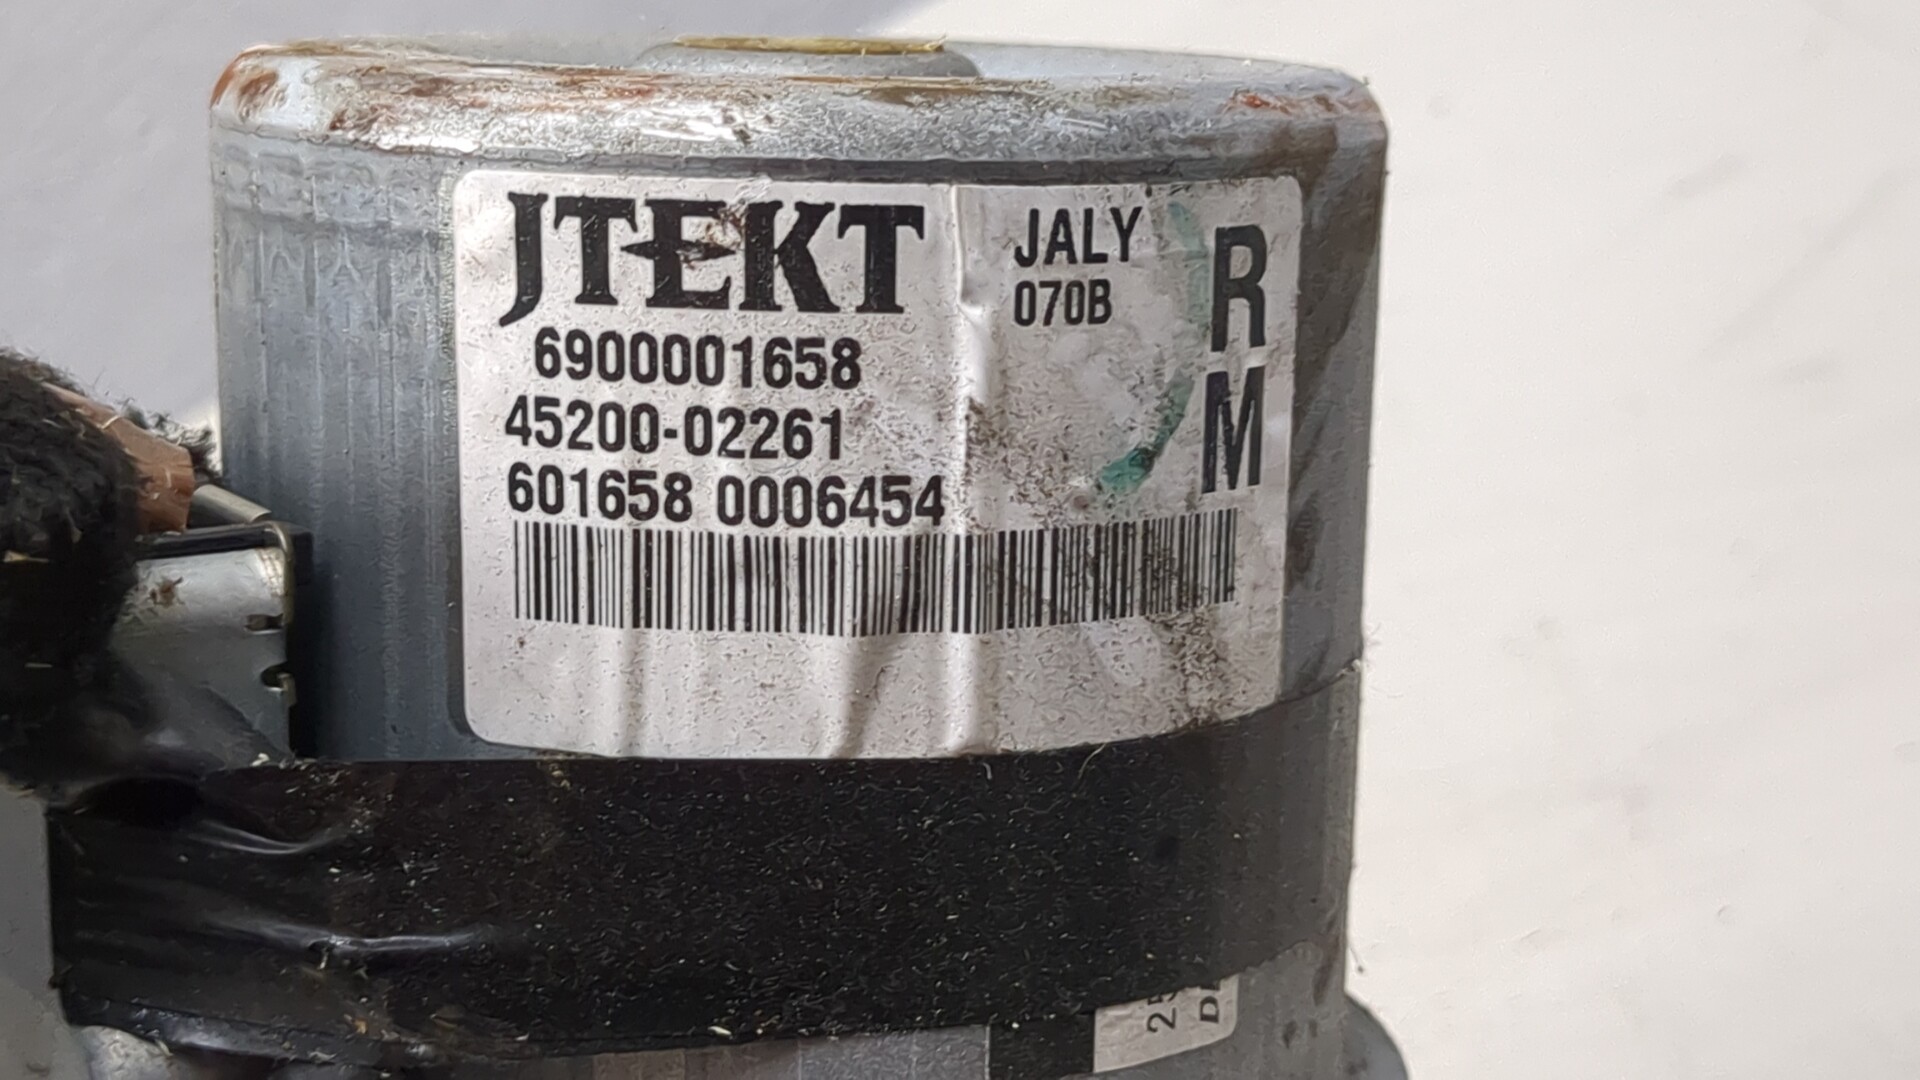 JTEKT
JALY
070B
R
M
6900001658
45200-02261
601658 0006454